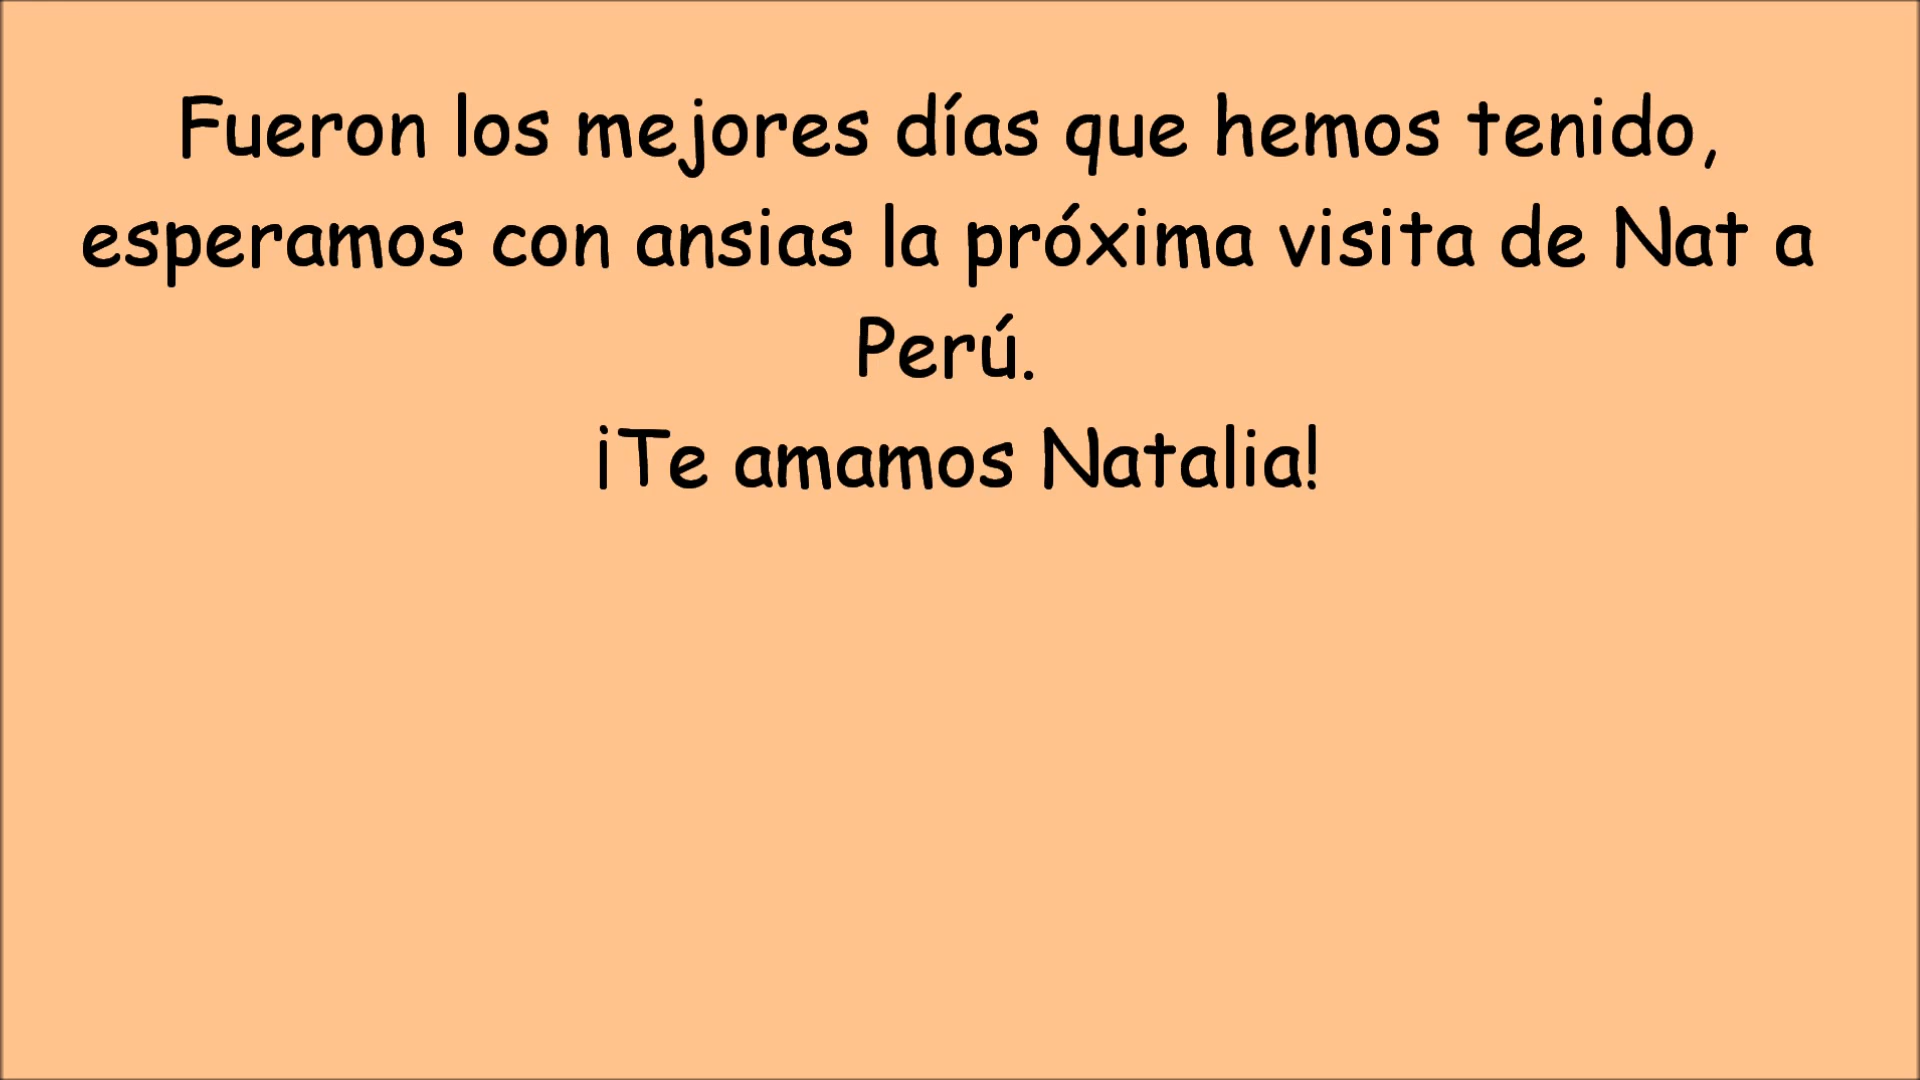 Fueron los mejores días que hemos tenido,
esperamos con ansias la próxima visita de Nat a
Perú.
¡Te amamos Natalia!